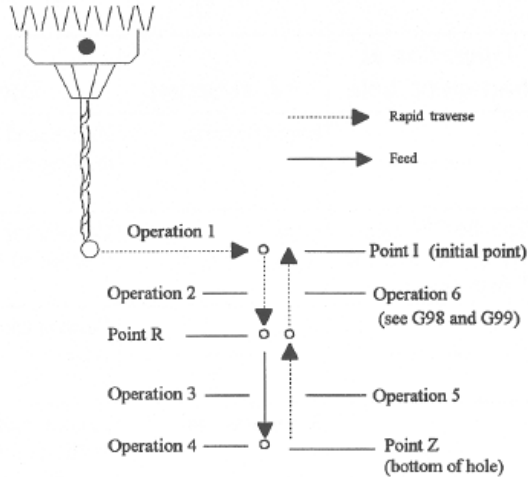 Rapid traverse
Feed
Operation 1
Point I (initial point)
Operation 2
Operation 6
(see G98 and G99)
Point R
Operation 3
Operation 5
Operation 4
Point Z
(bottom of hole)